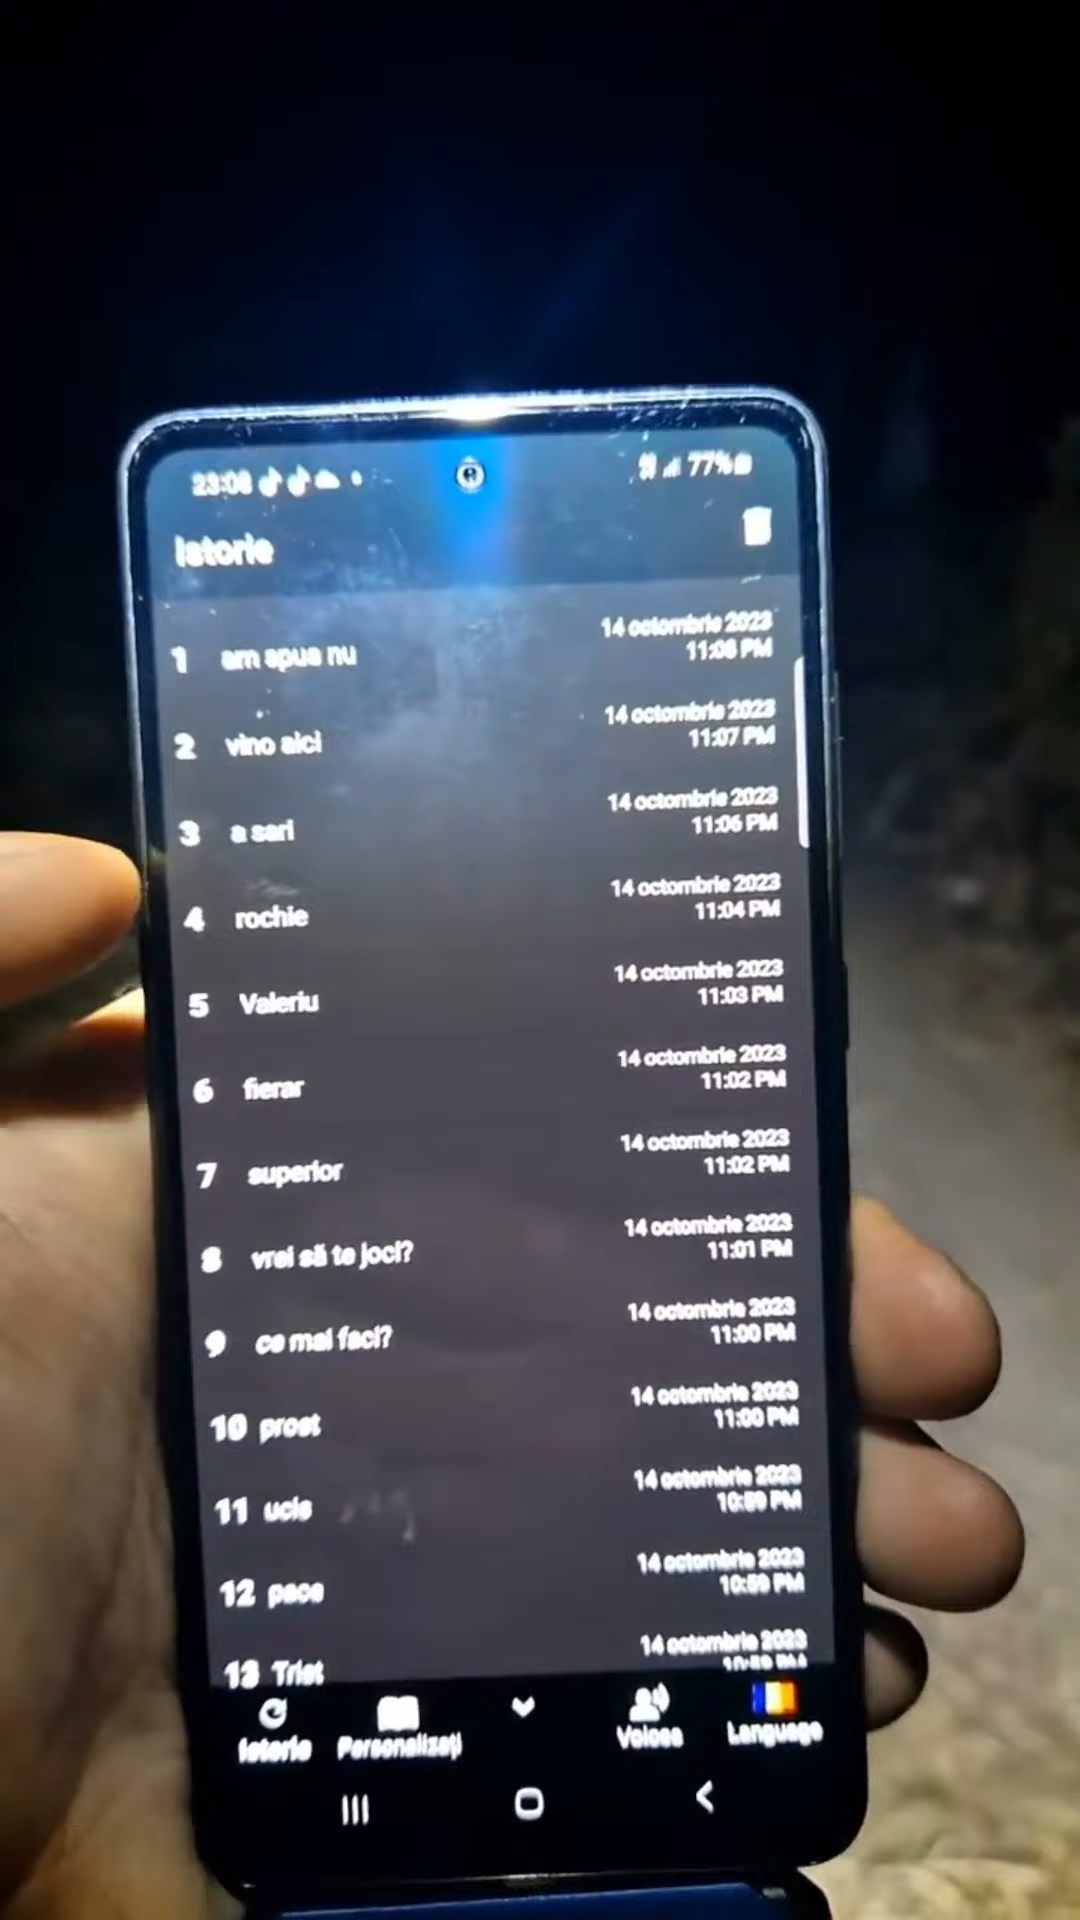 23:08 77%
Istorie
14 octombrie 2023
1 am spus nu 11:08 PM
14 octombrie 2023
2 vino aici 11:07 PM
14 octombrie 2023
3 a sari 11:06 PM
14 octombrie 2023
4 rochie 11:04 PM
14 octombrie 2023
5 Valeriu 11:03 PM
14 octombrie 2023
6 fierar 11:02 PM
14 octombrie 2023
7 superior 11:02 PM
14 octombrie 2023
8 vrei să te joci? 11:01 PM
14 octombrie 2023
9 ce mai faci? 11:00 PM
14 octombrie 2023
10 prost 11:00 PM
14 octombrie 2023
11 ucis 10:59 PM
14 octombrie 2023
12 pace 10:59 PM
14 octombrie 2023
13 Trist 10:59 PM
Istorie Personalizați Voicea Language